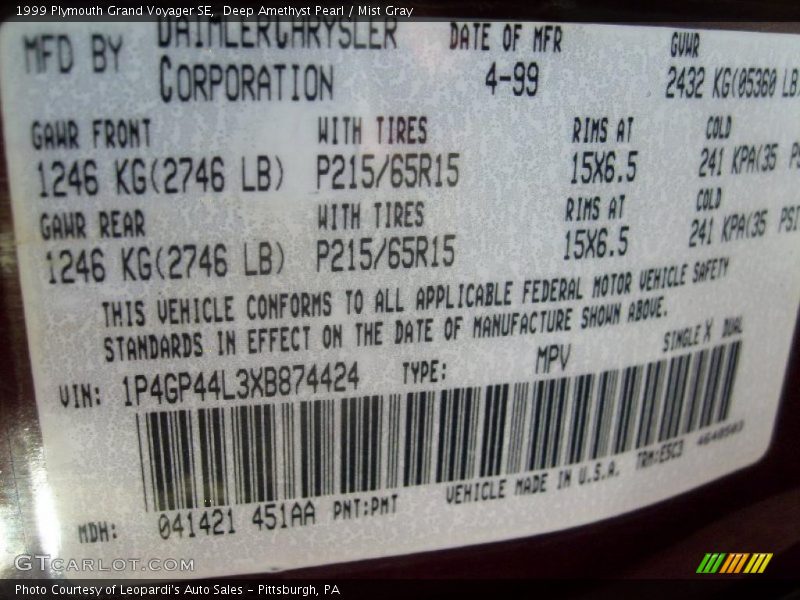 1999 Plymouth Grand Voyager SE, Deep Amethyst Pearl / Mist Gray
MFD BY DAIMLERCHRYSLER CORPORATION DATE OF MFR 4-99 GVWR 2432 KG(05360 LB
GAWR FRONT WITH TIRES RIMS AT COLD
1246 KG(2746 LB) P215/65R15 15X6.5 241 KPA(35 PS
GAWR REAR WITH TIRES RIMS AT COLD
1246 KG(2746 LB) P215/65R15 15X6.5 241 KPA(35 PSI
THIS VEHICLE CONFORMS TO ALL APPLICABLE FEDERAL MOTOR VEHICLE SAFETY
STANDARDS IN EFFECT ON THE DATE OF MANUFACTURE SHOWN ABOVE.
VIN: 1P4GP44L3XB874424 TYPE: MPV SINGLE X DUAL
MDH: 041421 451AA PNT:PMT VEHICLE MADE IN U.S.A. TRM:ESC3
GTCARLOT.COM
Photo Courtesy of Leopardi's Auto Sales - Pittsburgh, PA